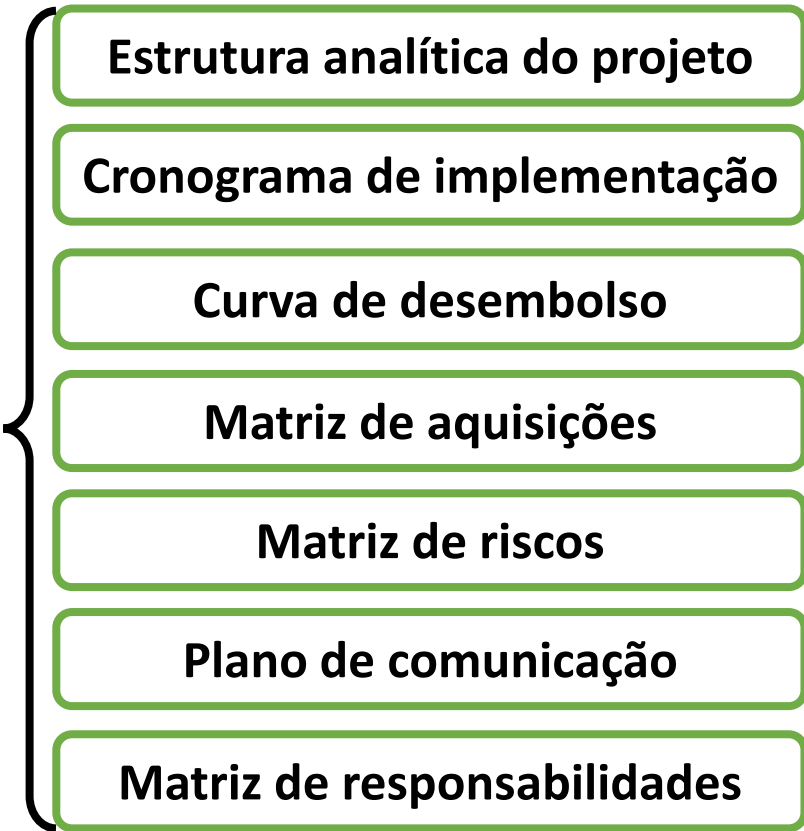 Estrutura analítica do projeto
Cronograma de implementação
Curva de desembolso
Matriz de aquisições
Matriz de riscos
Plano de comunicação
Matriz de responsabilidades